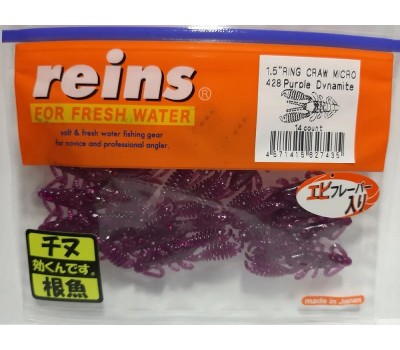 reins®
FOR FRESH WATER
salt & fresh water fishing gear
for novice and professional angler.
1.5" RING CRAW MICRO
428 Purple Dynamite
14 count
4571415827435
エビフレーバー
入り
チヌ
効くんです。
根魚
made in Japan